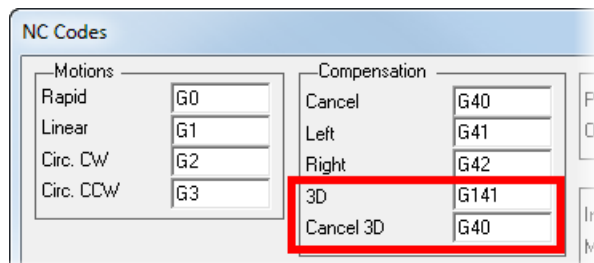 NC Codes
Motions
Rapid G0
Linear G1
Circ. CW G2
Circ. CCW G3
Compensation
Cancel G40
Left G41
Right G42
3D G141
Cancel 3D G40